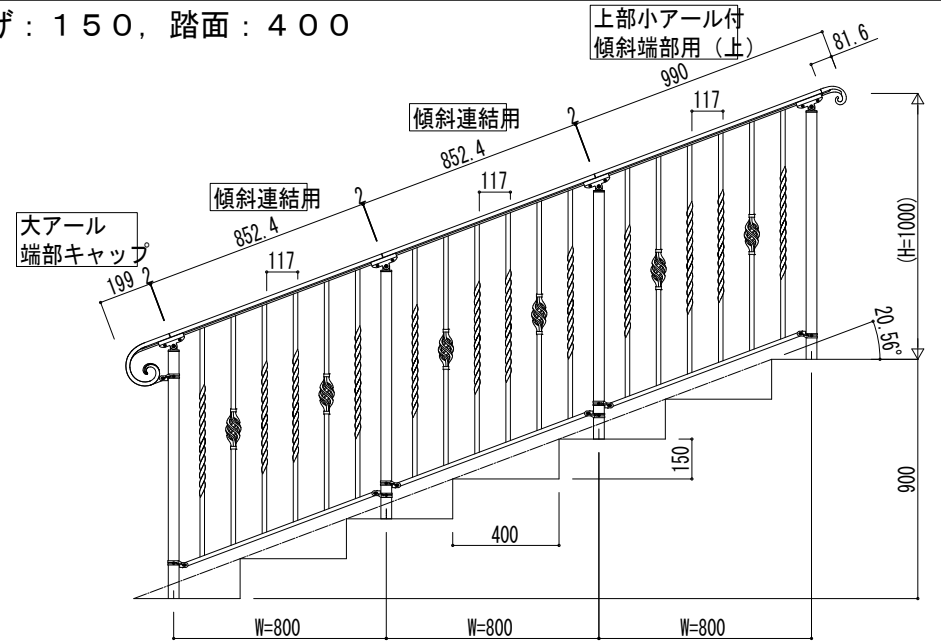 げ：１５０，踏面：４００
上部小アール付
傾斜端部用（上）
81.6
990
117
2
傾斜連結用
852.4
117
2
傾斜連結用
852.4
117
大アール
端部キャップ
199
2
(H=1000)
20.56°
150
400
900
W=800
W=800
W=800